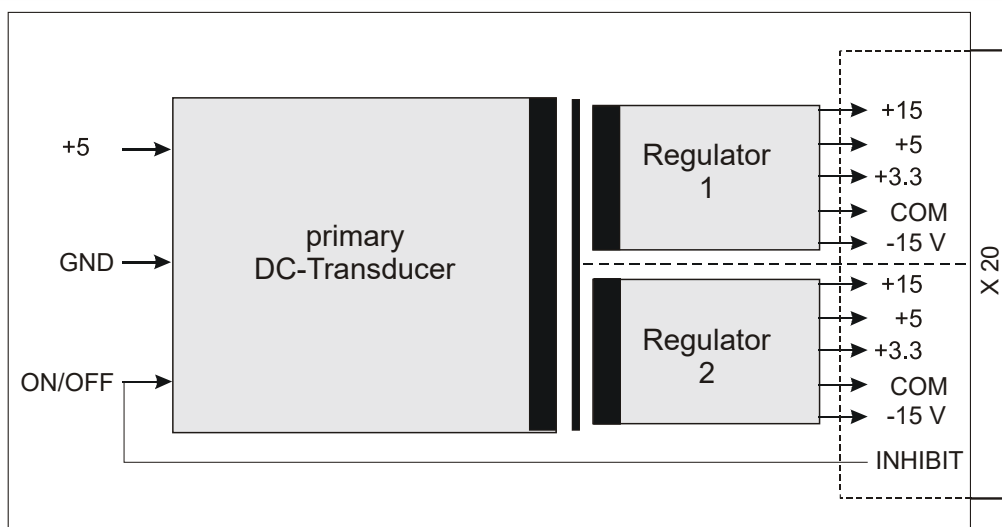 +5
GND
ON/OFF
primary
DC-Transducer
Regulator
1
+15
+5
+3.3
COM
-15 V
Regulator
2
+15
+5
+3.3
COM
-15 V
INHIBIT
X 20